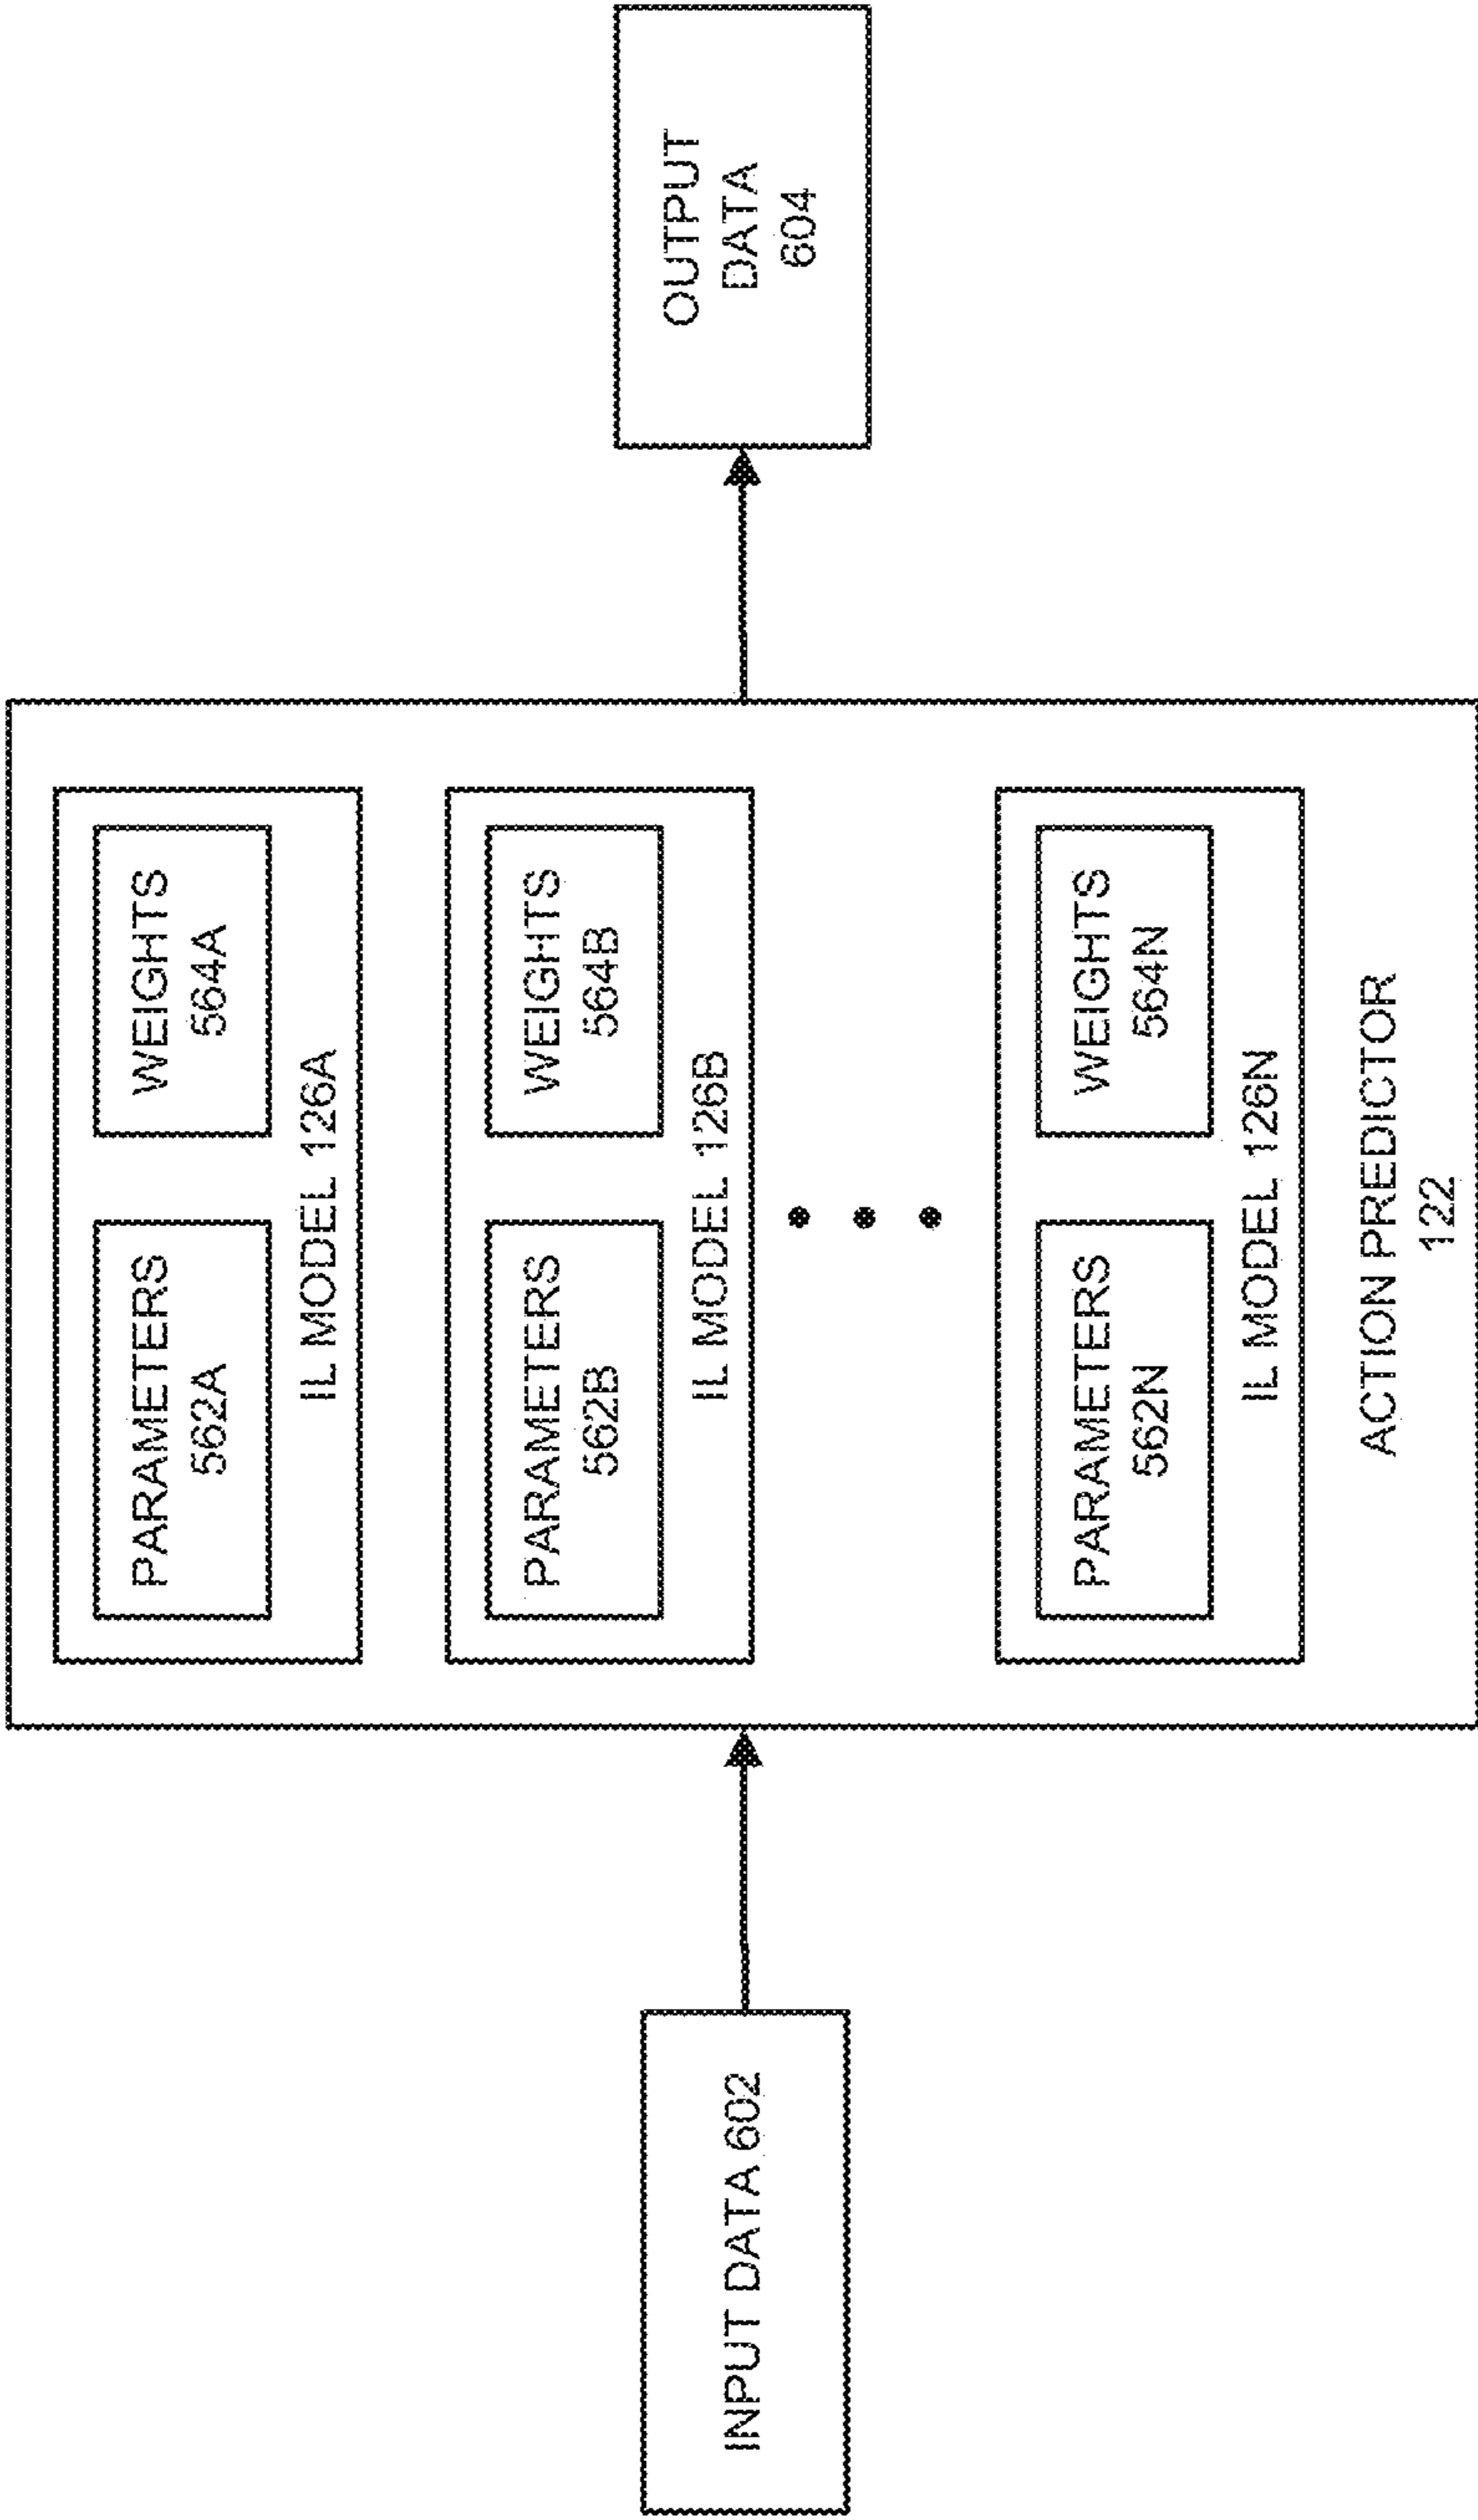 INPUT DATA 602
PARAMETERS
562A
WEIGHTS
564A
IL MODEL 126A
PARAMETERS
562B
WEIGHTS
564B
IL MODEL 126B
PARAMETERS
562N
WEIGHTS
564N
IL MODEL 126N
ACTION PREDICTOR
122
OUTPUT
DATA
604